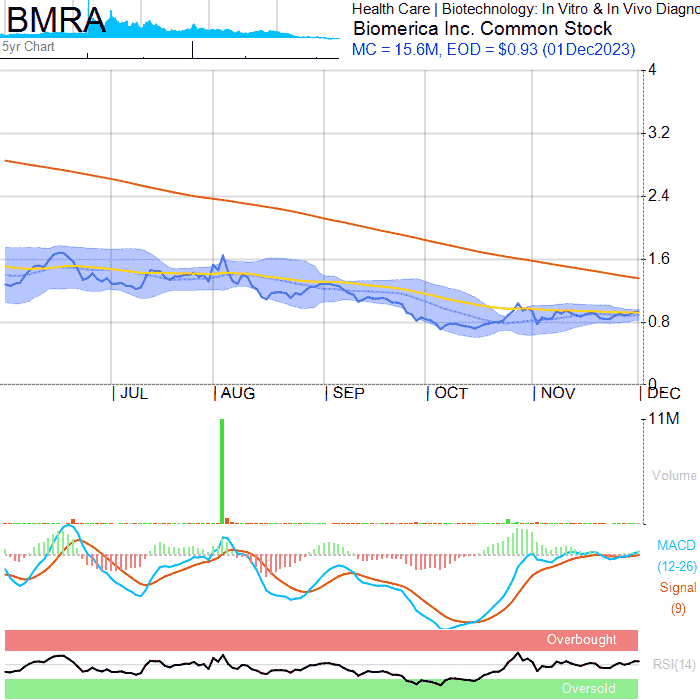 BMRA
5yr Chart
Health Care | Biotechnology: In Vitro & In Vivo Diagno
Biomerica Inc. Common Stock
MC = 15.6M, EOD = $0.93 (01Dec2023)
4
3.2
2.4
1.6
0.8
0
JUL AUG SEP OCT NOV DEC
11M
Volume
MACD
(12-26)
Signal
(9)
Overbought
RSI(14)
Oversold